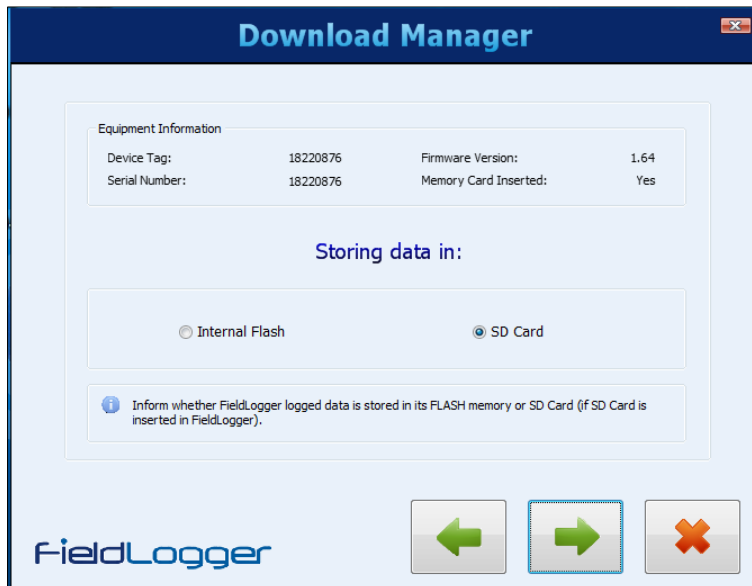 Download Manager
Equipment Information
Device Tag: 18220876 Firmware Version: 1.64
Serial Number: 18220876 Memory Card Inserted: Yes
Storing data in:
Internal Flash SD Card
Inform whether FieldLogger logged data is stored in its FLASH memory or SD Card (if SD Card is
inserted in FieldLogger).
FieldLogger